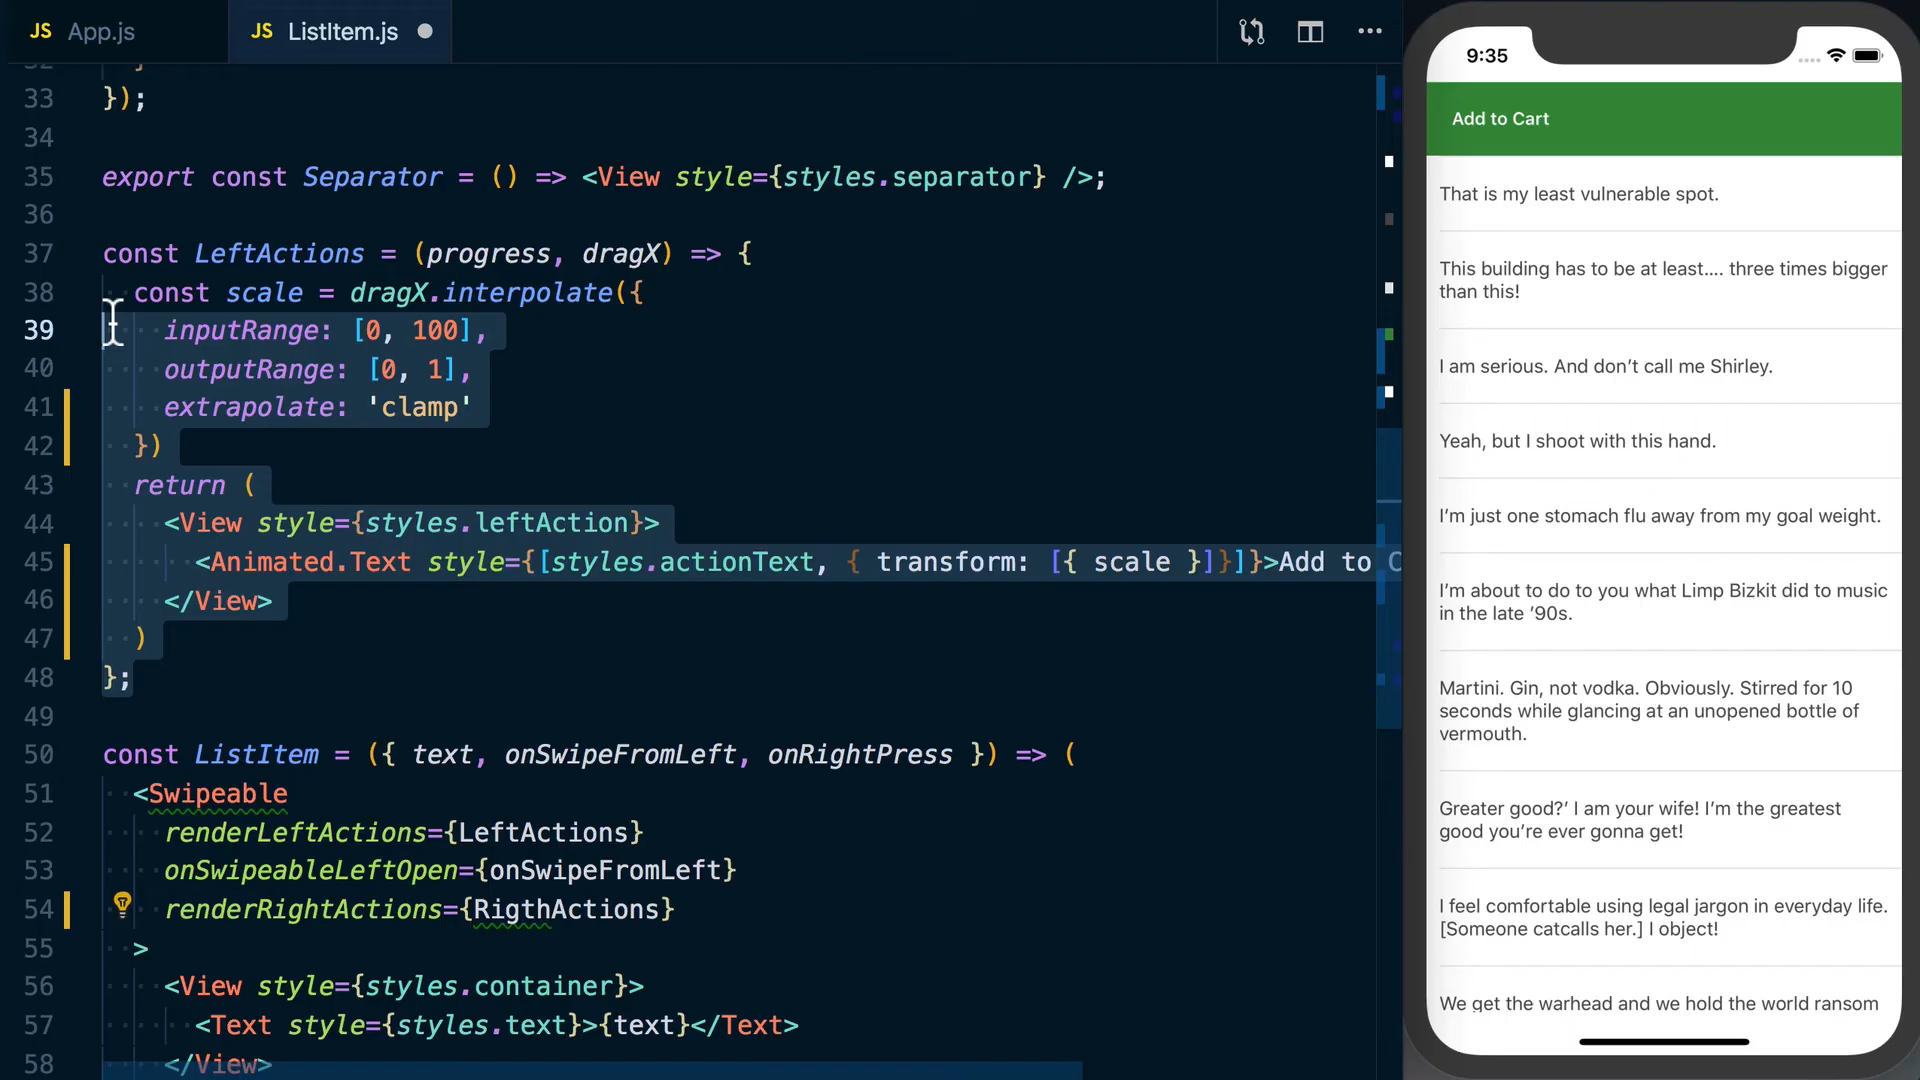 JS App.js
JS ListItem.js
33 });
34
35 export const Separator = () => <View style={styles.separator} />;
36
37 const LeftActions = (progress, dragX) => {
38 const scale = dragX.interpolate({
39 inputRange: [0, 100],
40 outputRange: [0, 1],
41 extrapolate: 'clamp'
42 })
43 return (
44 <View style={styles.leftAction}>
45 <Animated.Text style={[styles.actionText, { transform: [{ scale }]}]}>Add to C
46 </View>
47 )
48 };
49
50 const ListItem = ({ text, onSwipeFromLeft, onRightPress }) => (
51 <Swipeable
52 renderLeftActions={LeftActions}
53 onSwipeableLeftOpen={onSwipeFromLeft}
54 renderRightActions={RigthActions}
55 >
56 <View style={styles.container}>
57 <Text style={styles.text}>{text}</Text>
58 </View>
9:35
Add to Cart
That is my least vulnerable spot.
This building has to be at least.... three times bigger
than this!
I am serious. And don’t call me Shirley.
Yeah, but I shoot with this hand.
I’m just one stomach flu away from my goal weight.
I’m about to do to you what Limp Bizkit did to music
in the late ’90s.
Martini. Gin, not vodka. Obviously. Stirred for 10
seconds while glancing at an unopened bottle of
vermouth.
Greater good?’ I am your wife! I’m the greatest
good you’re ever gonna get!
I feel comfortable using legal jargon in everyday life.
[Someone catcalls her.] I object!
We get the warhead and we hold the world ransom